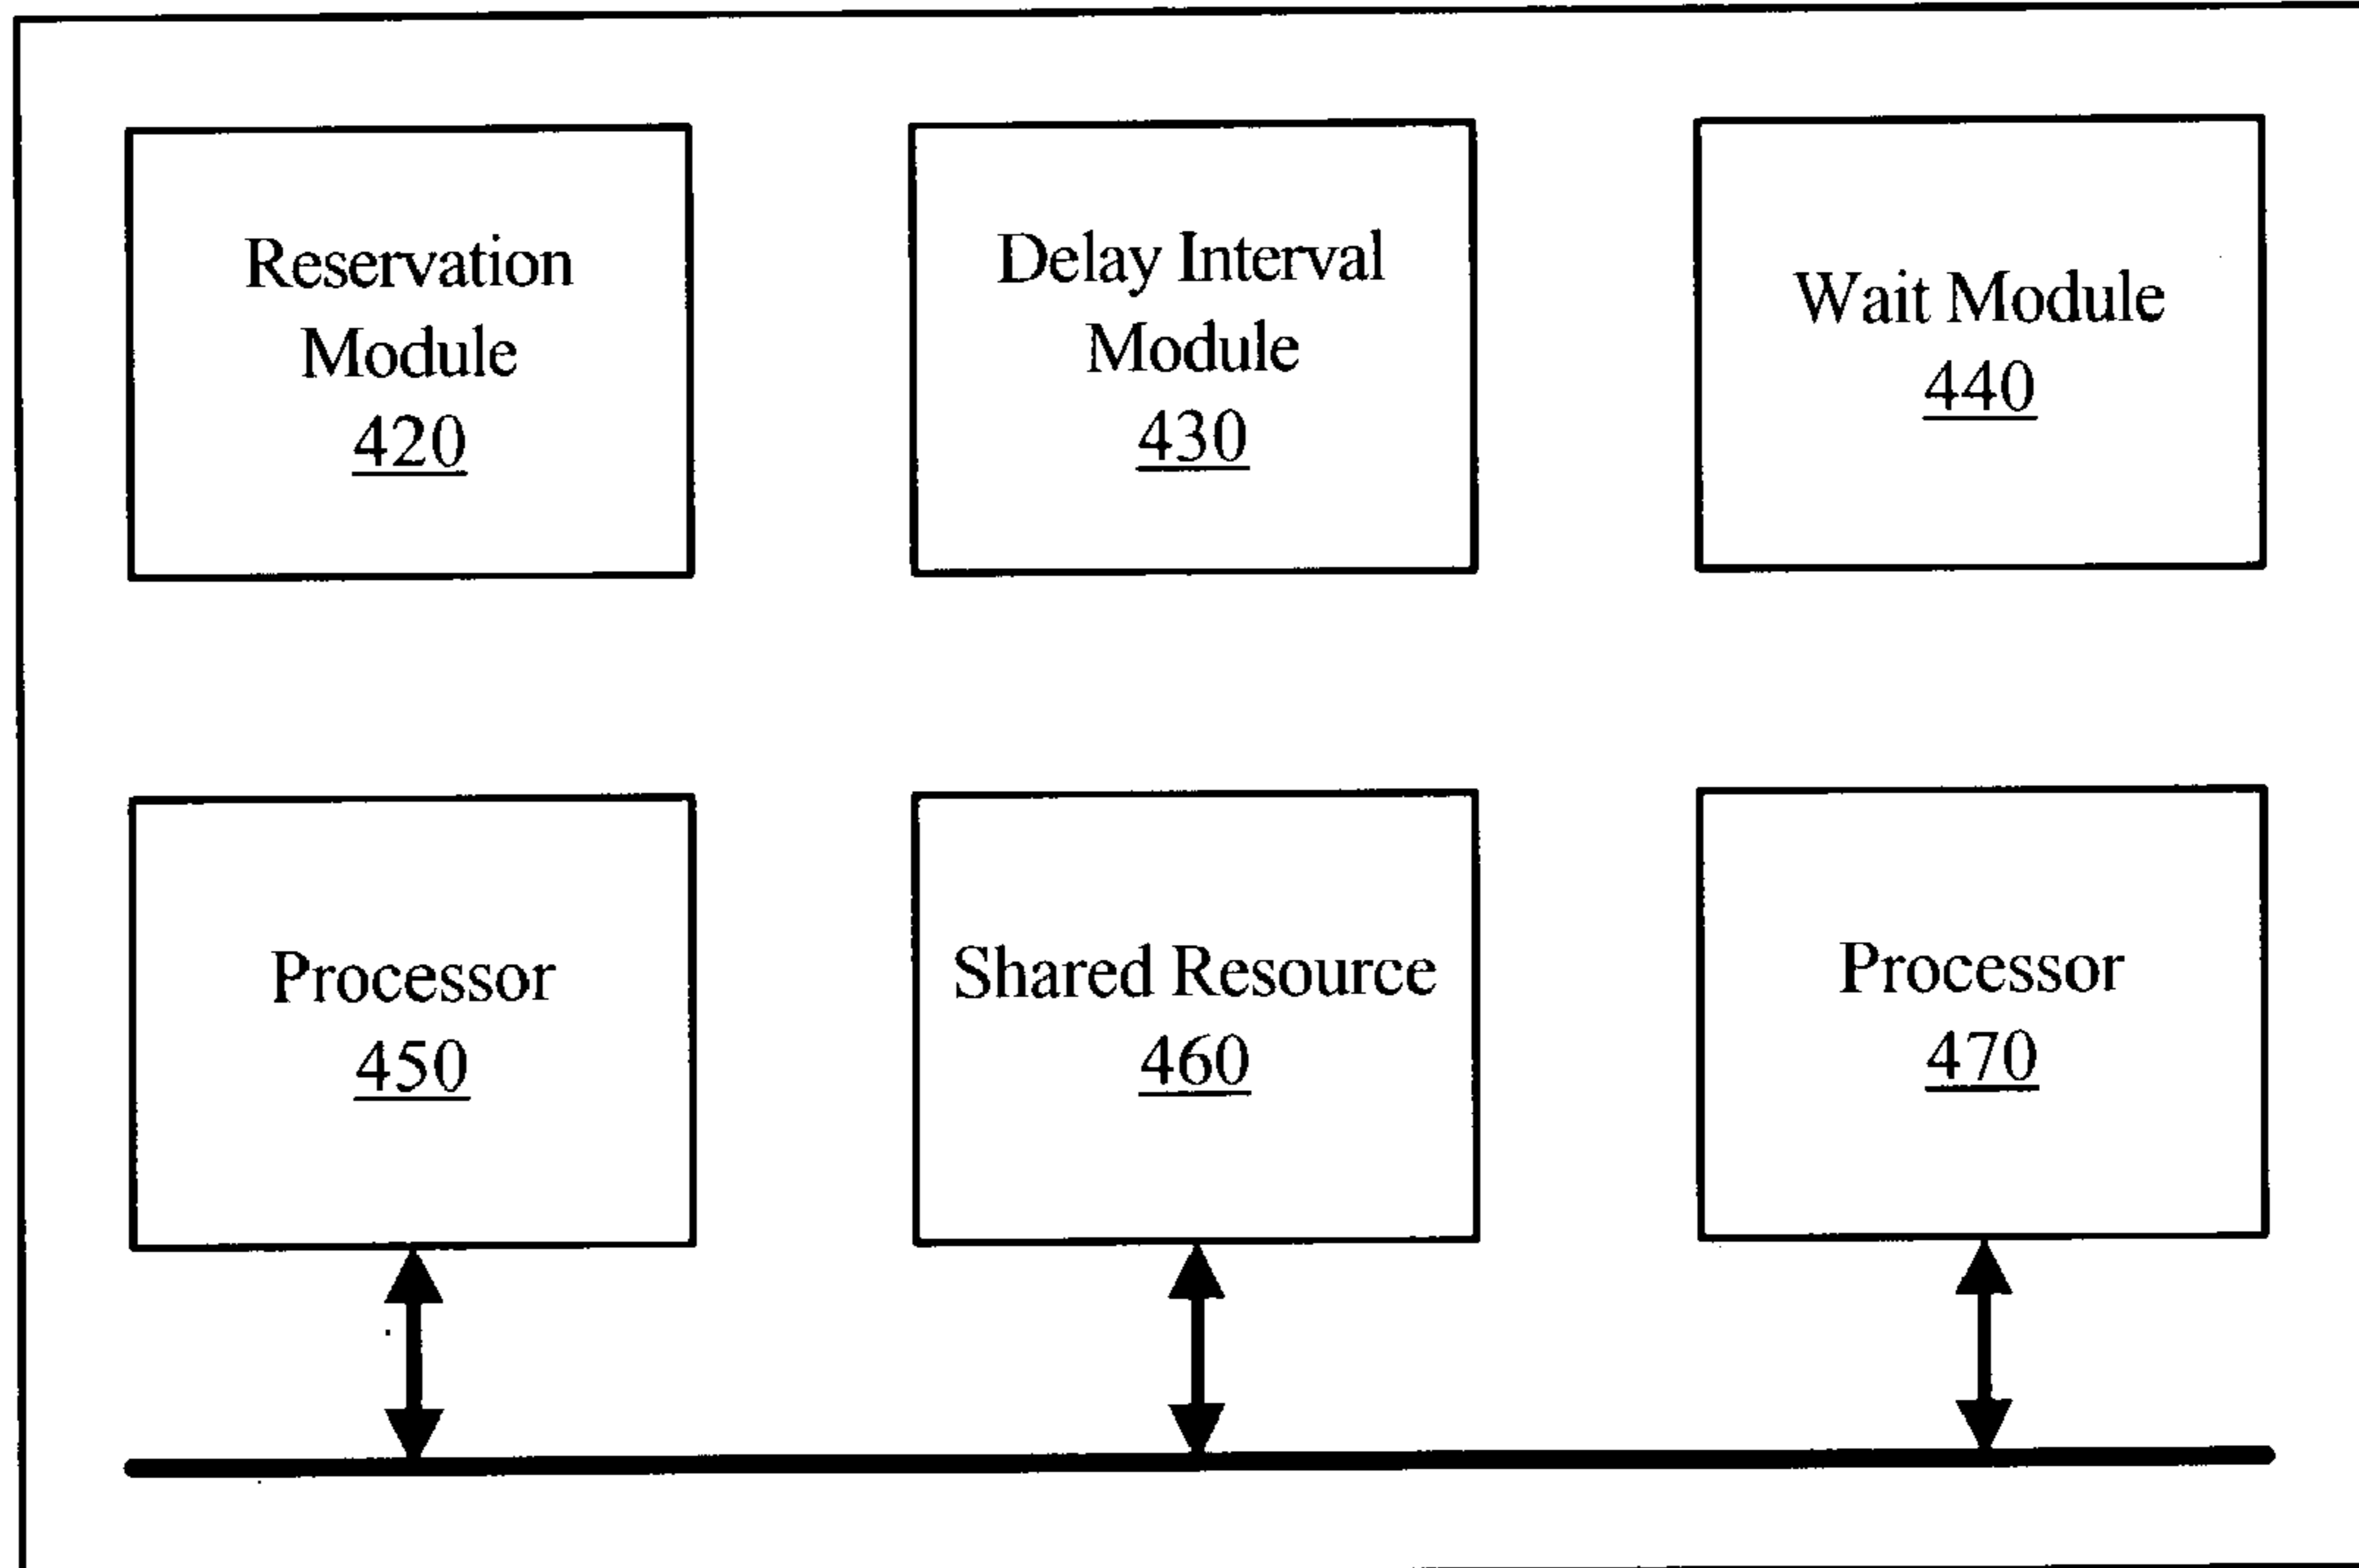 Reservation
Module
420
Delay Interval
Module
430
Wait Module
440
Processor
450
Shared Resource
460
Processor
470